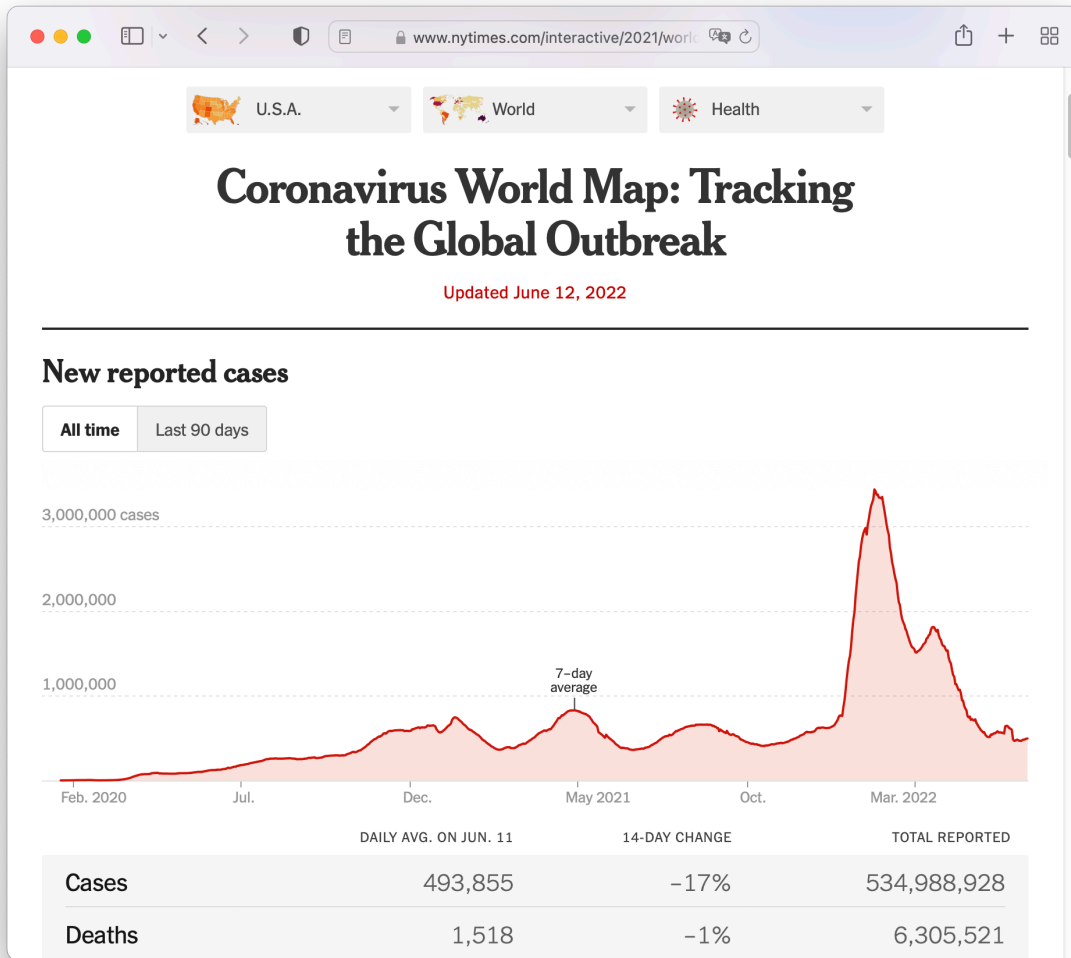 www.nytimes.com/interactive/2021/worl
U.S.A.
World
Health
Coronavirus World Map: Tracking
the Global Outbreak
Updated June 12, 2022
New reported cases
All time
Last 90 days
3,000,000 cases
2,000,000
1,000,000
7–day
average
Feb. 2020
Jul.
Dec.
May 2021
Oct.
Mar. 2022
DAILY AVG. ON JUN. 11
14-DAY CHANGE
TOTAL REPORTED
Cases
493,855
–17%
534,988,928
Deaths
1,518
–1%
6,305,521